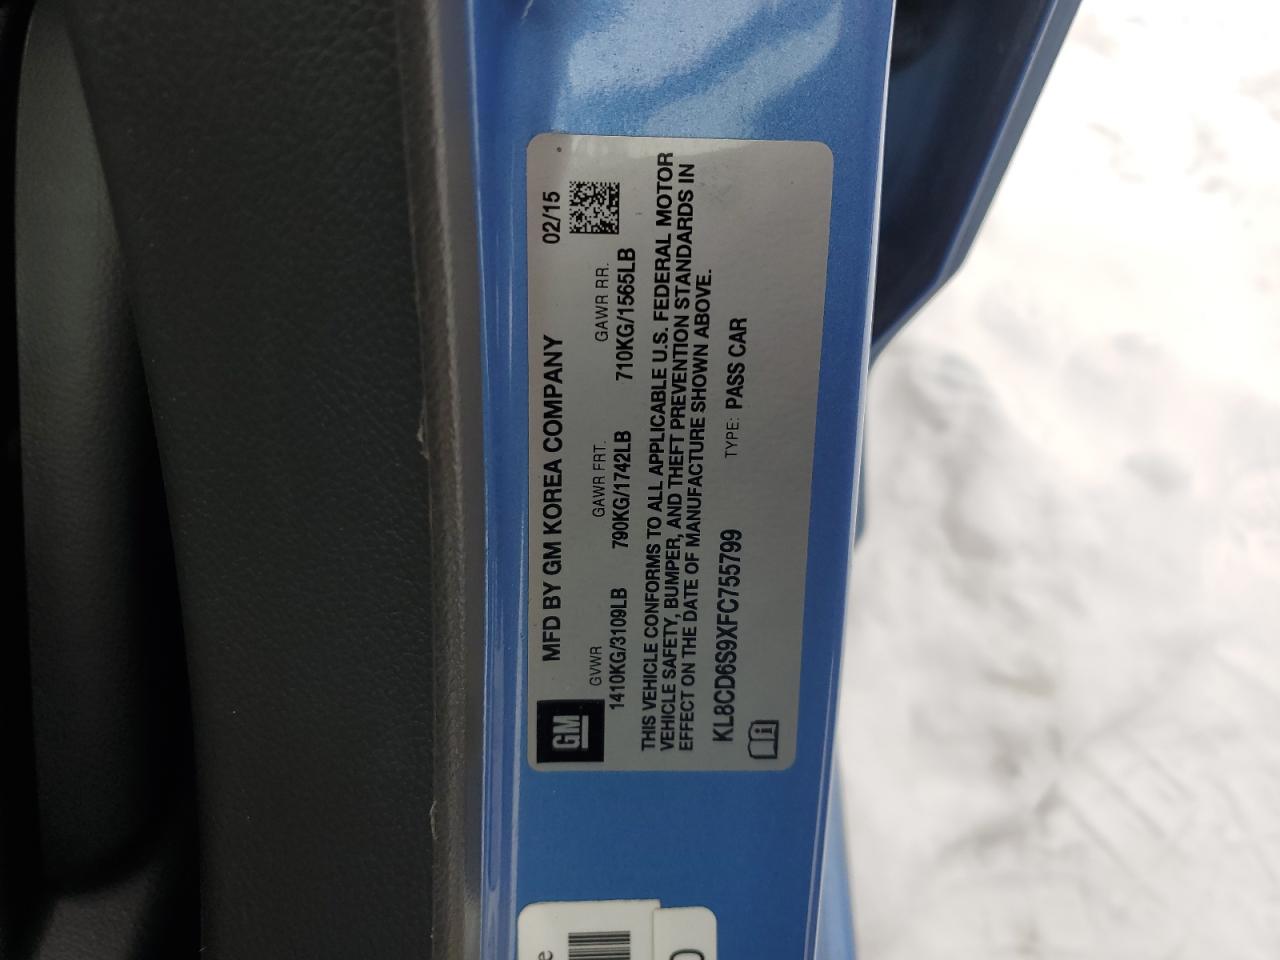 MFD BY GM KOREA COMPANY 02/15
GM
GVWR GAWR FRT. GAWR RR.
1410KG/3109LB 790KG/1742LB 710KG/1565LB
THIS VEHICLE CONFORMS TO ALL APPLICABLE U.S. FEDERAL MOTOR
VEHICLE SAFETY, BUMPER, AND THEFT PREVENTION STANDARDS IN
EFFECT ON THE DATE OF MANUFACTURE SHOWN ABOVE.
KL8CD6S9XFC755799 TYPE: PASS CAR